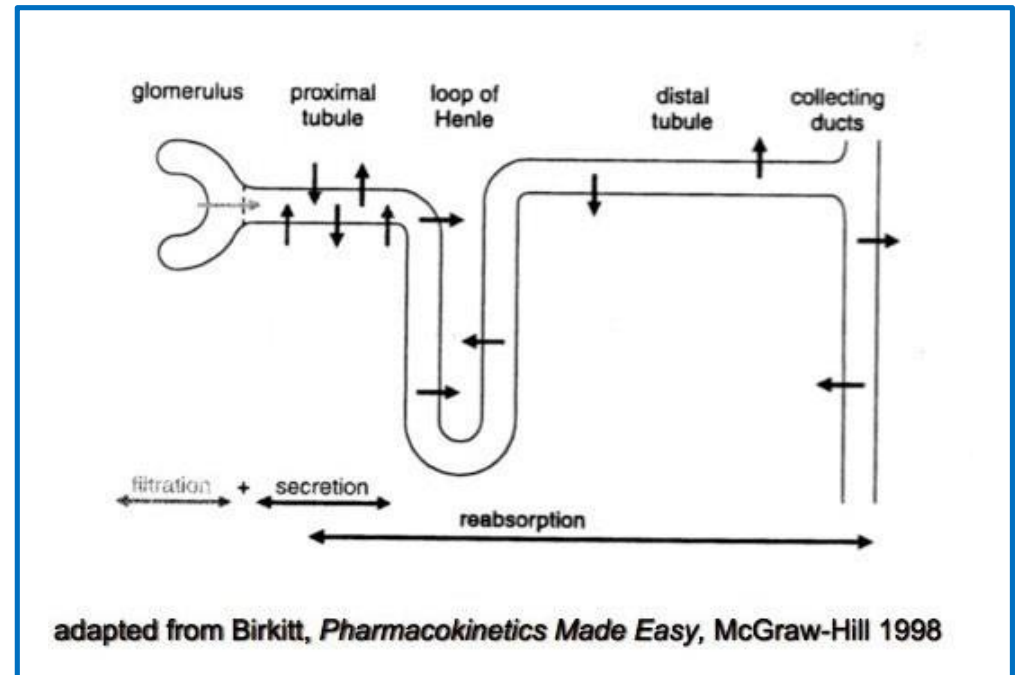 glomerulus
proximal
tubule
loop of
Henle
distal
tubule
collecting
ducts
filtration + secretion
reabsorption
adapted from Birkitt, Pharmacokinetics Made Easy, McGraw-Hill 1998